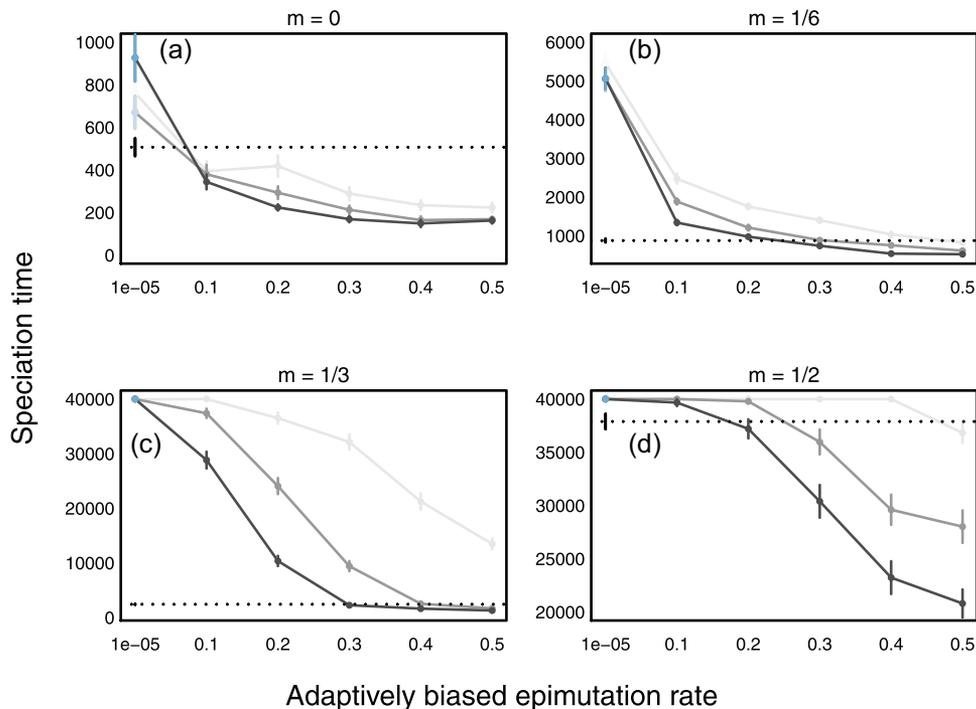 m = 0
(a)
1000
800
600
400
200
0
1e−05 0.1 0.2 0.3 0.4 0.5
m = 1/6
(b)
6000
5000
4000
3000
2000
1000
1e−05 0.1 0.2 0.3 0.4 0.5
Speciation time
m = 1/3
(c)
40000
30000
20000
10000
0
1e−05 0.1 0.2 0.3 0.4 0.5
m = 1/2
(d)
40000
35000
30000
25000
20000
1e−05 0.1 0.2 0.3 0.4 0.5
Adaptively biased epimutation rate